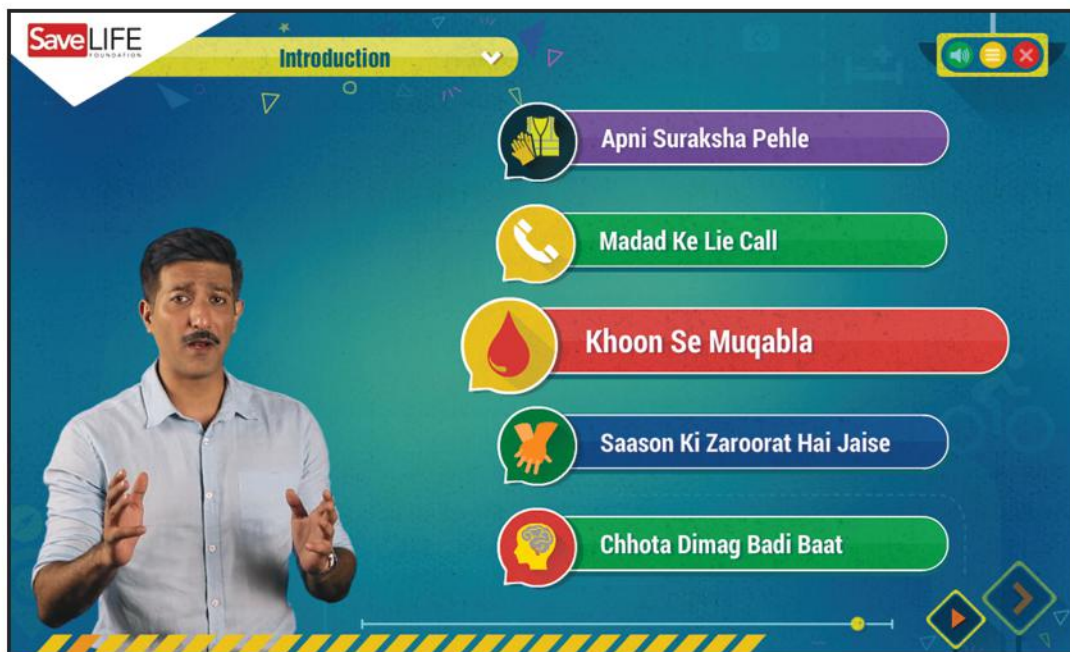 SaveLIFE
FOUNDATION
Introduction
Apni Suraksha Pehle
Madad Ke Lie Call
Khoon Se Muqabla
Saason Ki Zaroorat Hai Jaise
Chhota Dimag Badi Baat